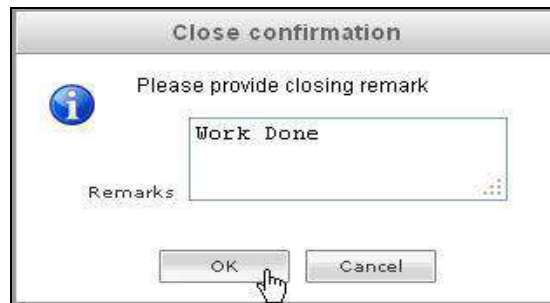 Close confirmation
Please provide closing remark
Work Done
Remarks
OK Cancel